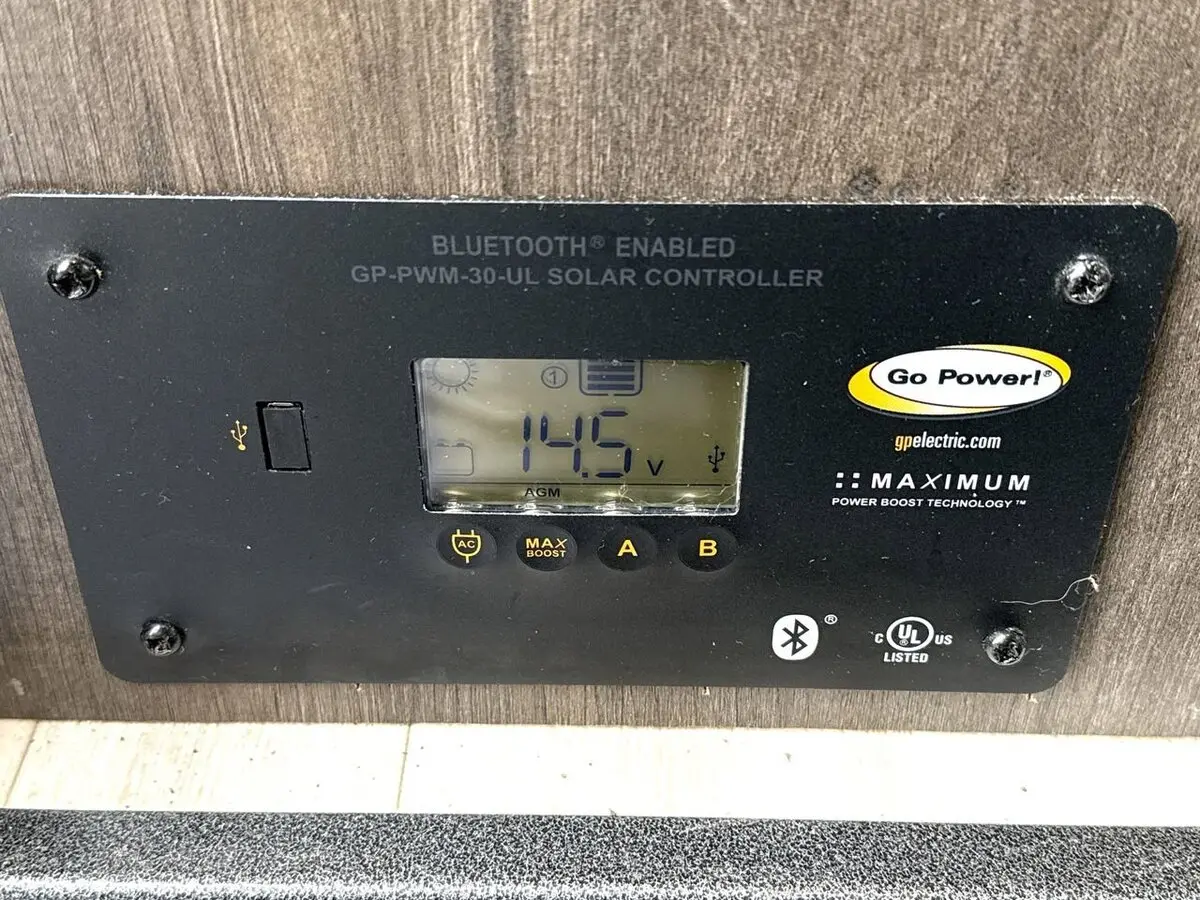 BLUETOOTH® ENABLED
GP-PWM-30-UL SOLAR CONTROLLER
1
14.5 V
AGM
Go Power!®
gpelectric.com
MAXIMUM
POWER BOOST TECHNOLOGY™
AC
MAX
BOOST
A
B
®
C UL® US
LISTED